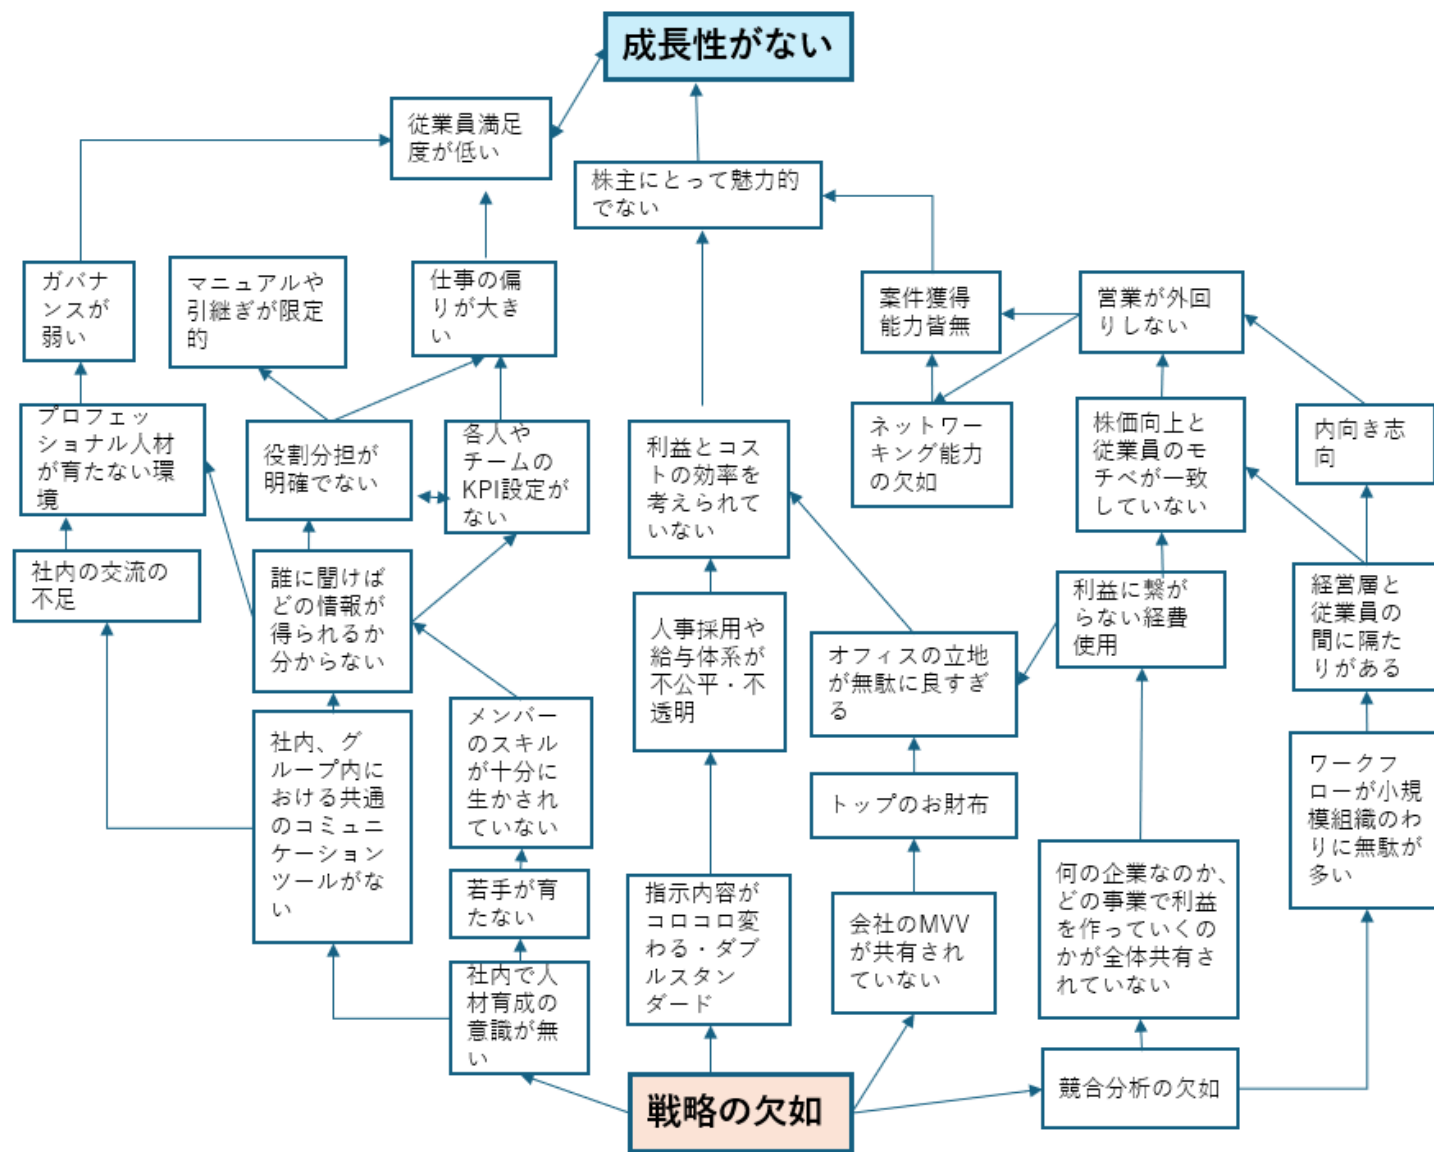 成長性がない
従業員満足
度が低い
株主にとって魅力的
でない
ガバナ
ンスが
弱い
マニュアルや
引継ぎが限定
的
仕事の偏
りが大き
い
案件獲得
能力皆無
営業が外回
りしない
プロフェッ
ショナル人材
が育たない環
境
役割分担が
明確でない
各人や
チームの
KPI設定が
ない
利益とコス
トの効率を
考えられて
いない
ネットワー
キング能力
の欠如
株価向上と
従業員のモ
チベが一致
していない
内向き志
向
社内の交流の
不足
誰に聞けば
どの情報が
得られるか
分からない
人事採用や
給与体系が
不公平・不
透明
オフィスの立地
が無駄に良すぎ
る
利益に繋が
らない経費
使用
経営層と
従業員の
間に隔た
りがある
社内、グ
ループ内に
おける共通
のコミュニ
ケーション
ツールがな
い
メンバー
のスキル
が十分に
生かされ
ていない
トップのお財布
ワークフ
ローが小規
模組織のわ
りに無駄が
多い
若手が育
たない
指示内容が
コロコロ変
わる・ダブ
ルスタン
ダード
会社のMVV
が共有され
ていない
何の企業なのか、
どの事業で利益
を作っていくの
かが全体共有さ
れていない
社内で人
材育成の
意識が無
い
戦略の欠如
競合分析の欠如